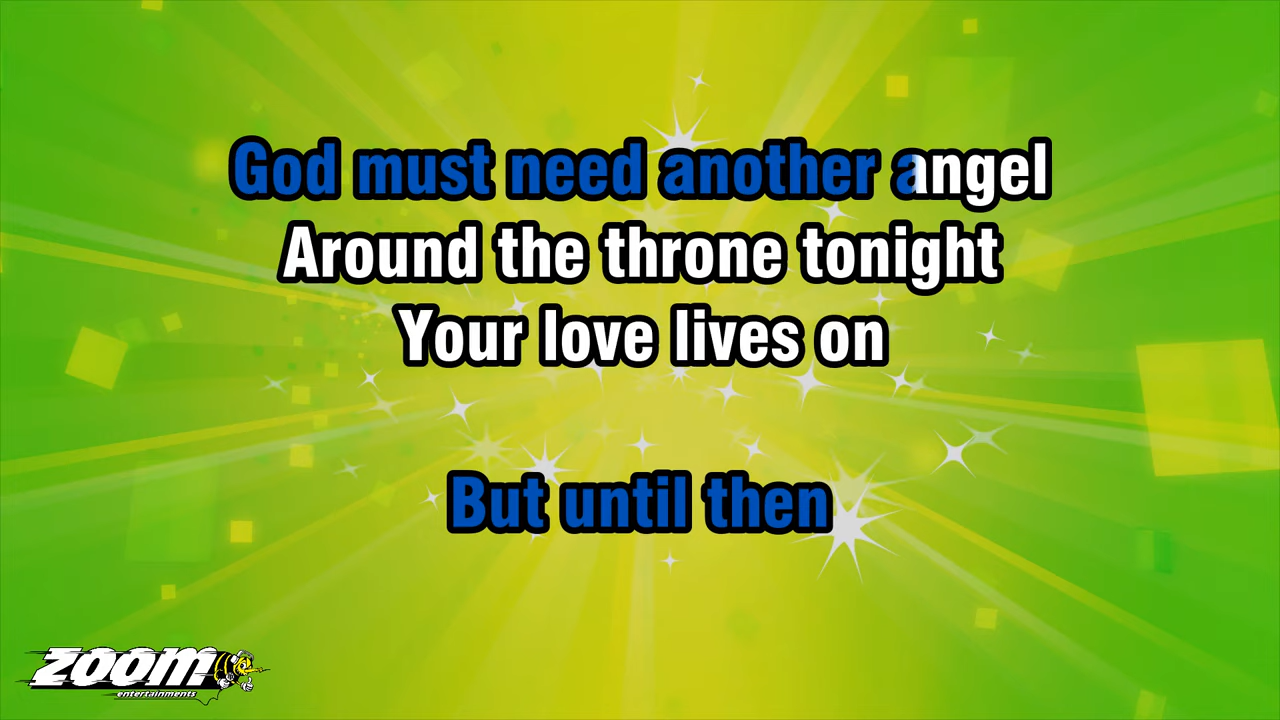 God must need another angel
Around the throne tonight
Your love lives on
But until then
ZOOM
entertainments